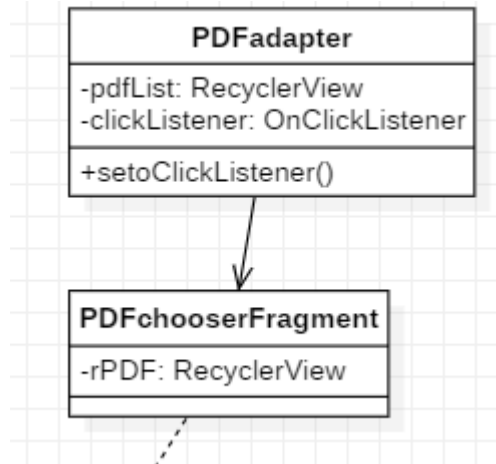 PDFadapter
-pdfList: RecyclerView
-clickListener: OnClickListener
+setoClickListener()
PDFchooserFragment
-rPDF: RecyclerView